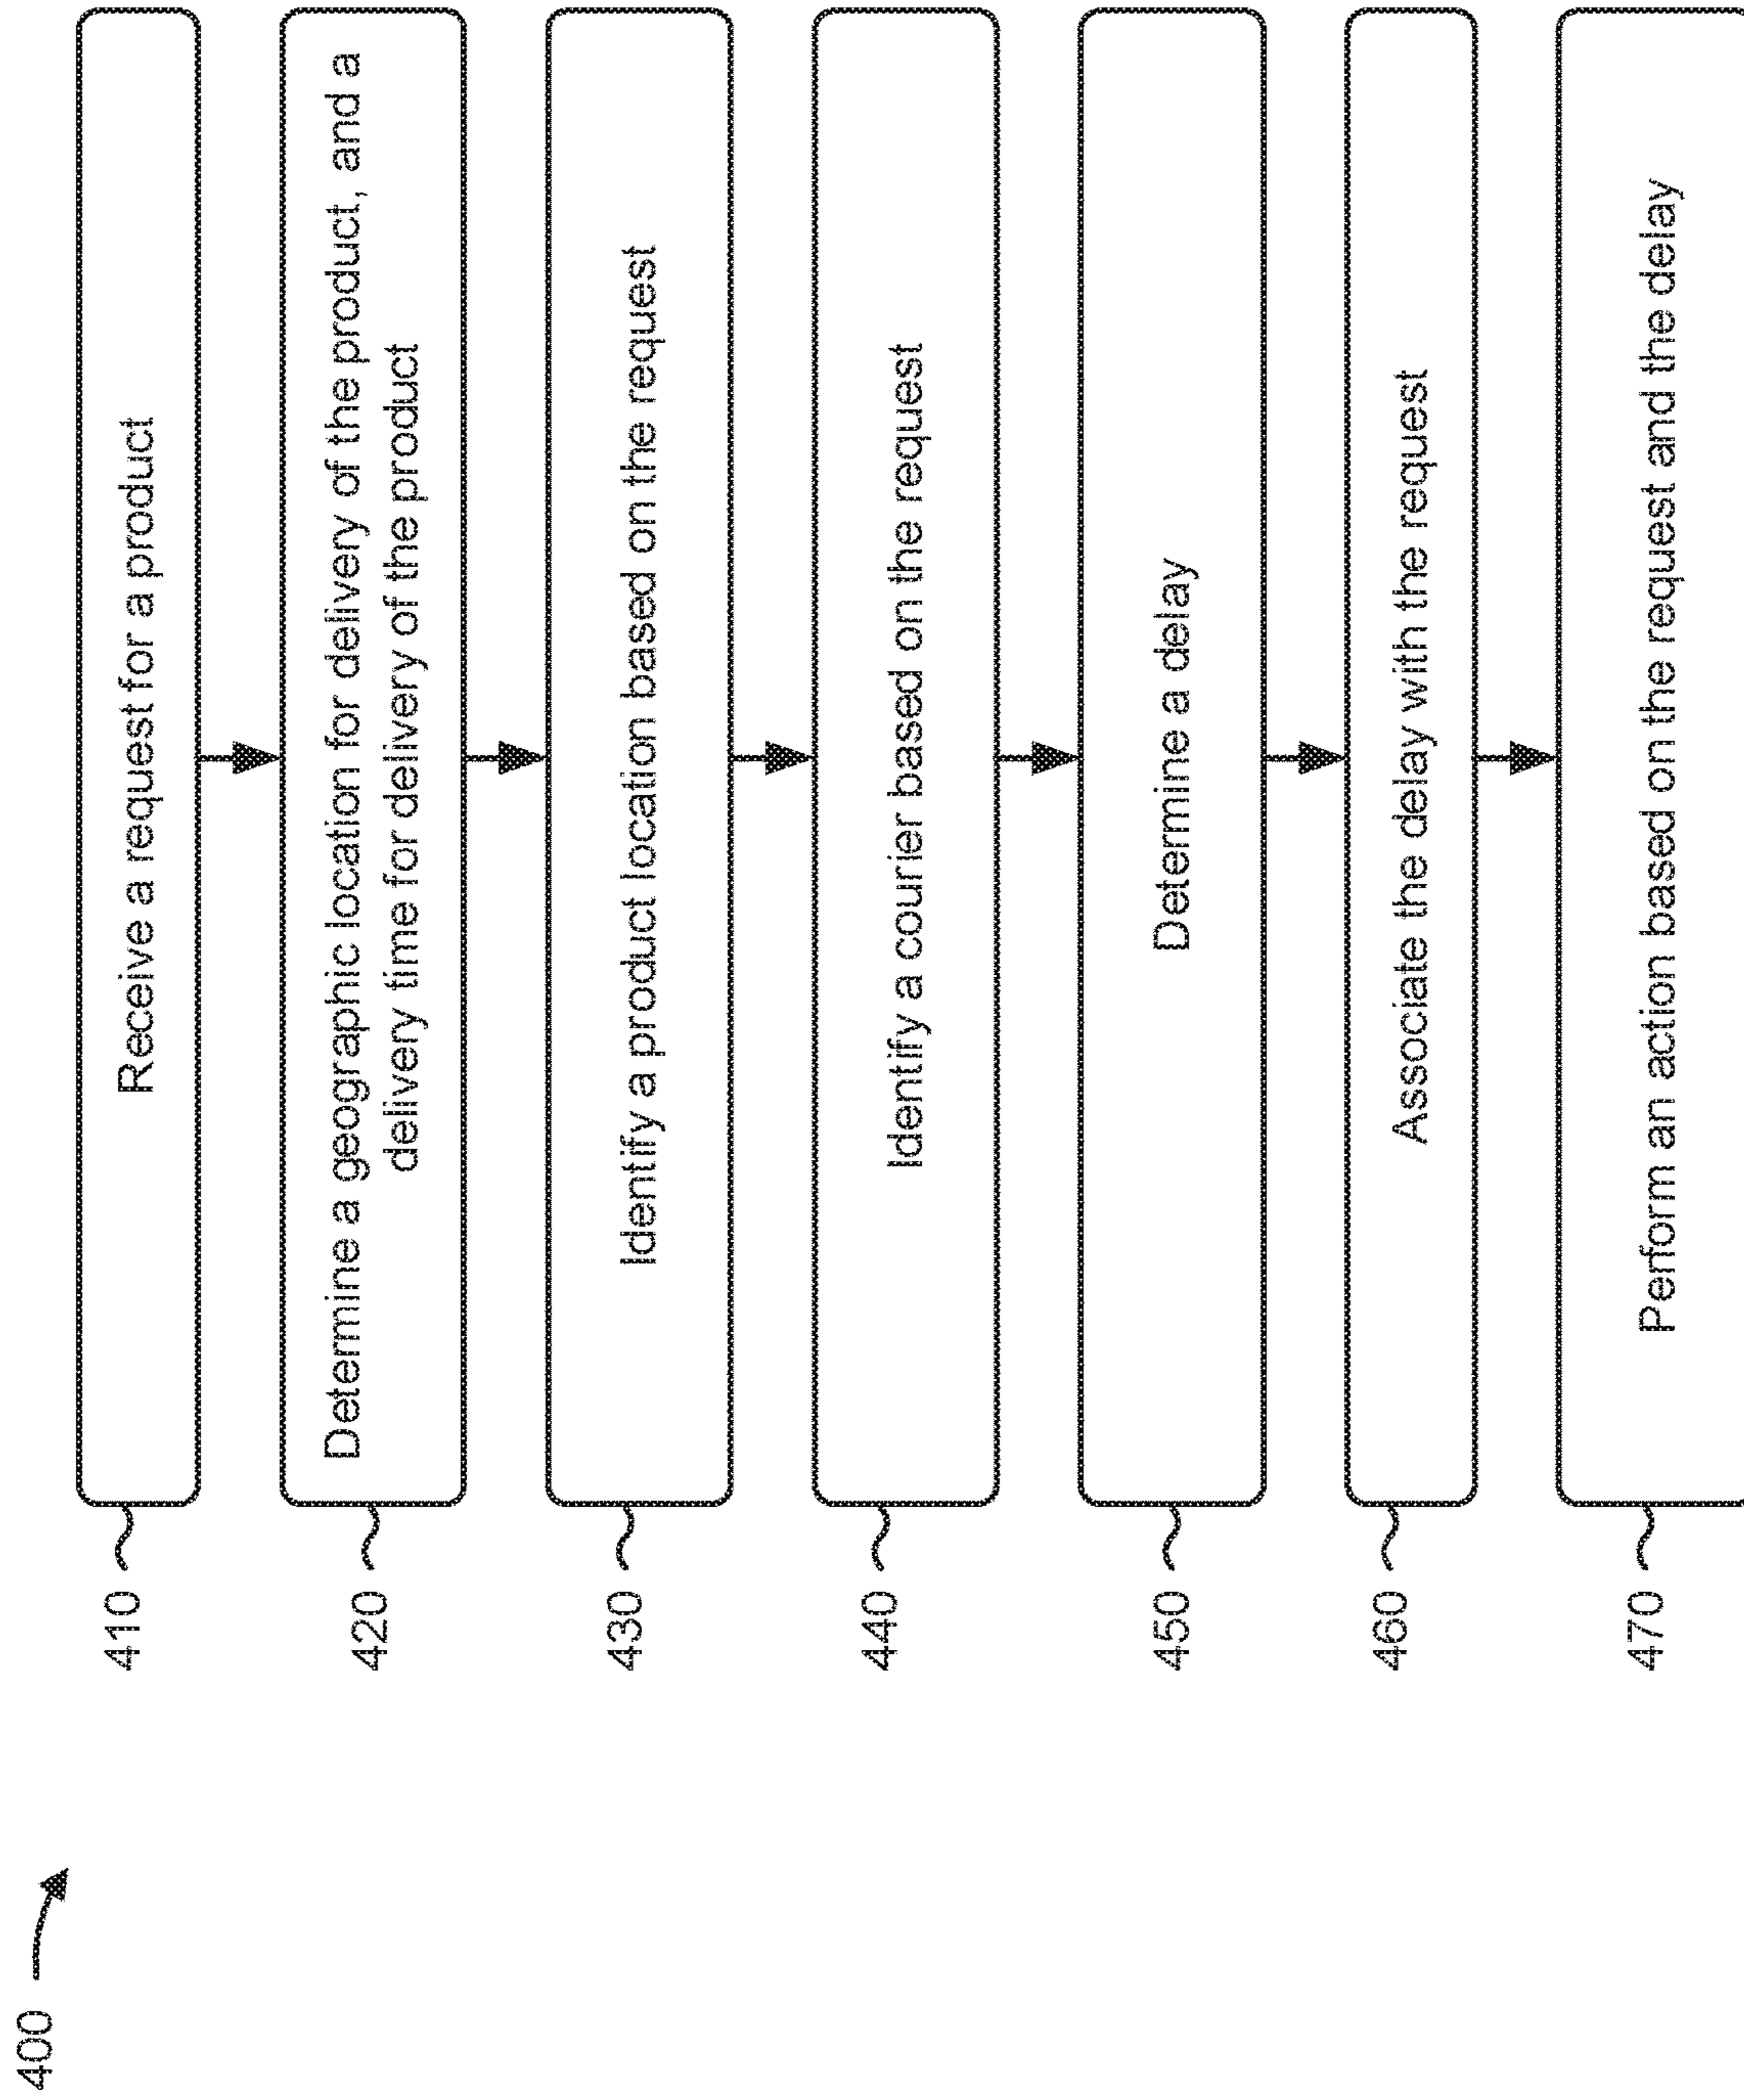 400
410
Receive a request for a product
420
Determine a geographic location for delivery of the product, and a
delivery time for delivery of the product
430
Identify a product location based on the request
440
Identify a courier based on the request
450
Determine a delay
460
Associate the delay with the request
470
Perform an action based on the request and the delay